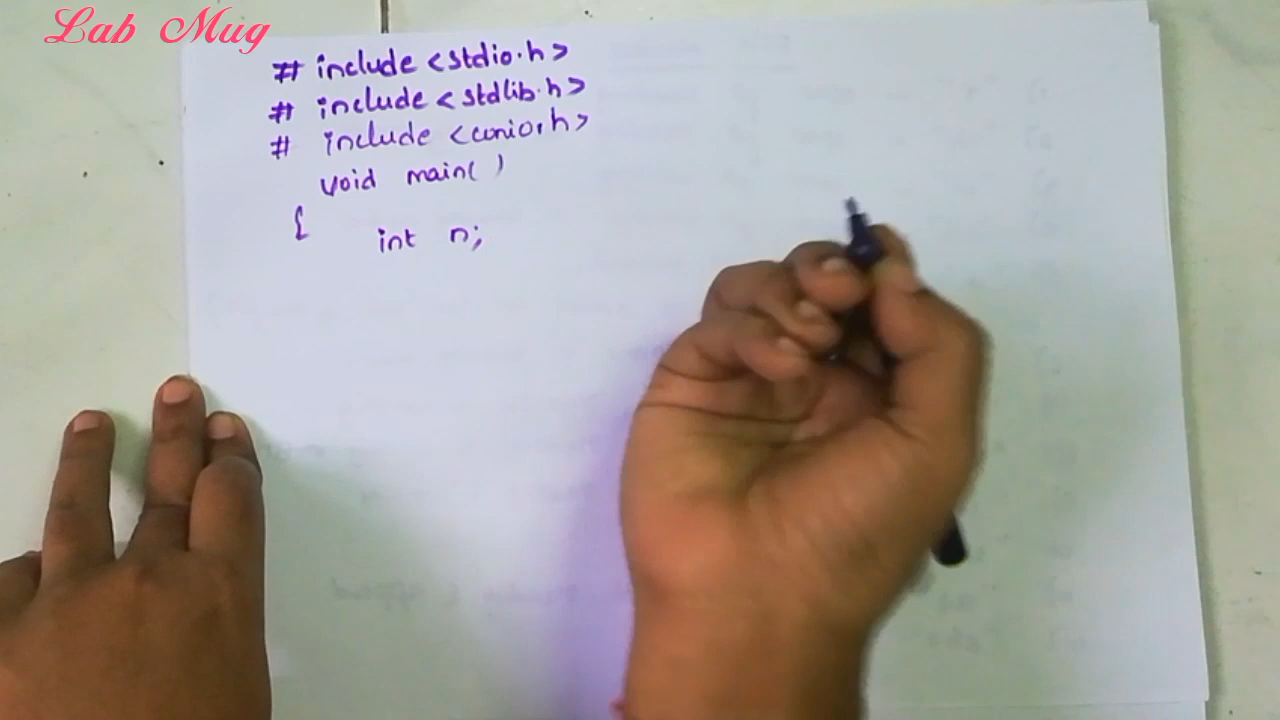 Lab Mug
# include <stdio.h>
# include <stdlib.h>
# include <conio.h>
void main( )
{
int n;